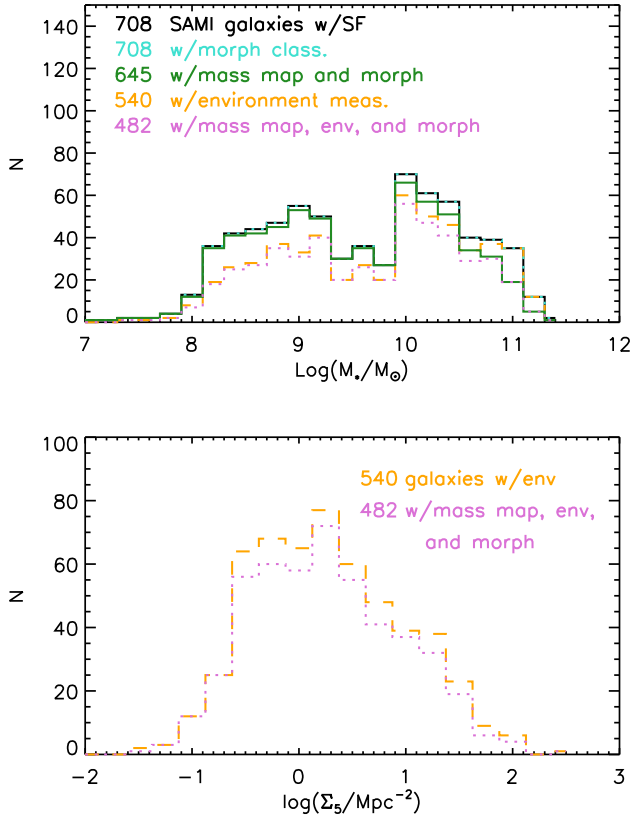 708 SAMI galaxies w/SF
708 w/morph class.
645 w/mass map and morph
540 w/environment meas.
482 w/mass map, env, and morph
140
120
100
80
60
40
20
0
N
7 8 9 10 11 12
Log(M*/M⊙)
100
80
60
40
20
0
N
540 galaxies w/env
482 w/mass map, env,
and morph
-2 -1 0 1 2 3
log(Σ5/Mpc−2)